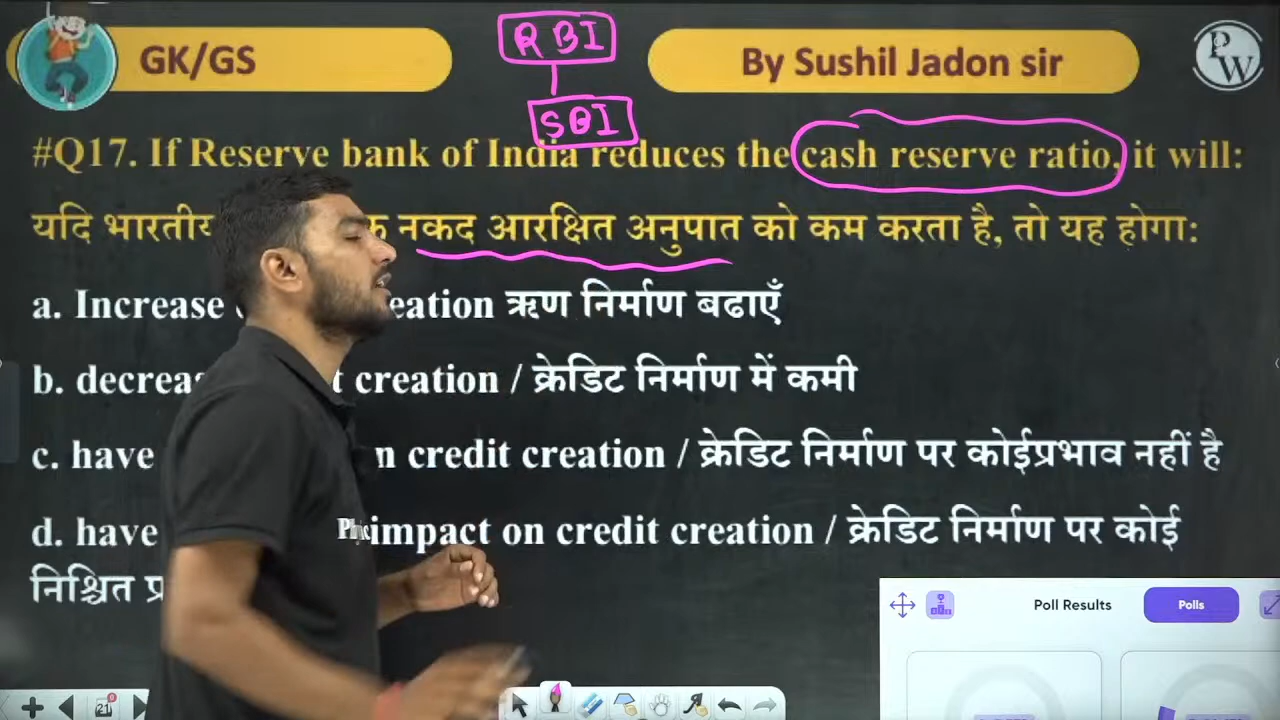 RBI
GK/GS
By Sushil Jadon sir
PW
SBI
#Q17. If Reserve bank of India reduces the cash reserve ratio, it will:
यदि भारतीय नकद आरक्षित अनुपात को कम करता है, तो यह होगा:
a. Increase ऋण निर्माण बढाएँ
b. creation / क्रेडिट निर्माण में कमी
c. have credit creation / क्रेडिट निर्माण पर कोईप्रभाव नहीं है
d. have impact on credit creation / क्रेडिट निर्माण पर कोई
निश्चित
Poll Results
Polls
21